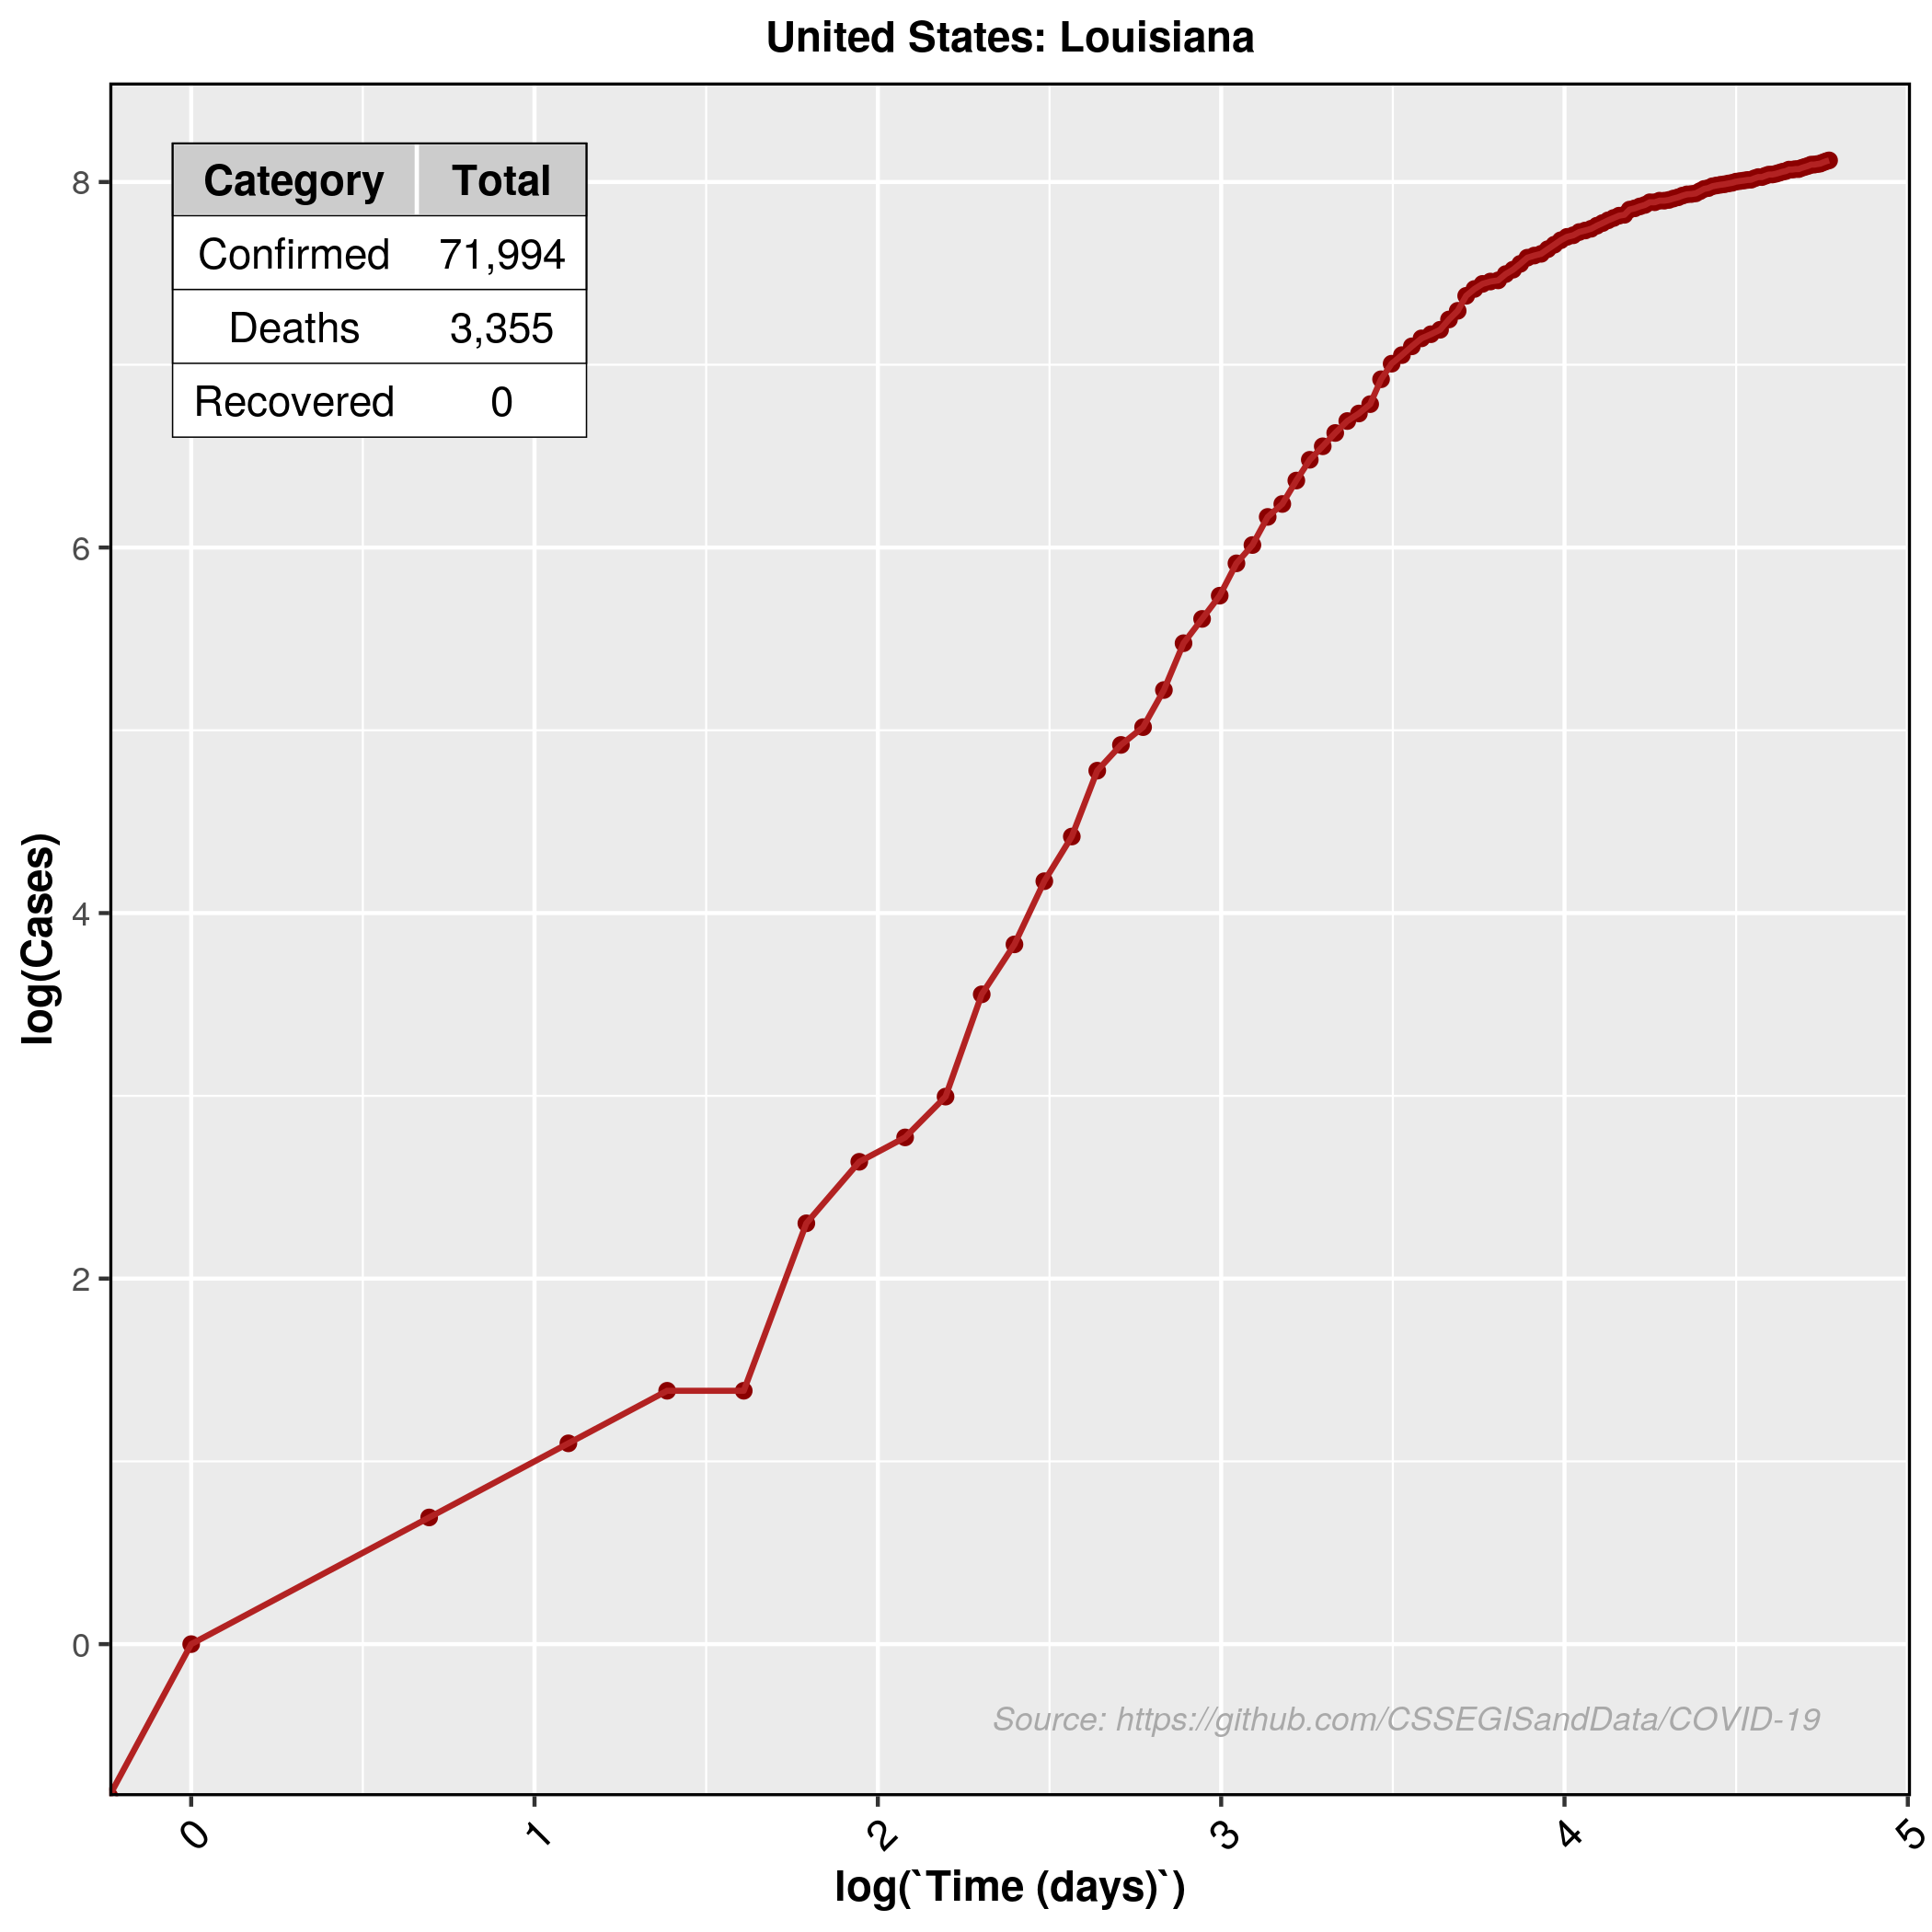 United States: Louisiana
Category Total
Confirmed 71,994
Deaths 3,355
Recovered 0
8
6
4
2
0
log(Cases)
Source: https://github.com/CSSEGISandData/COVID-19
0 1 2 3 4 5
log(`Time (days)`)